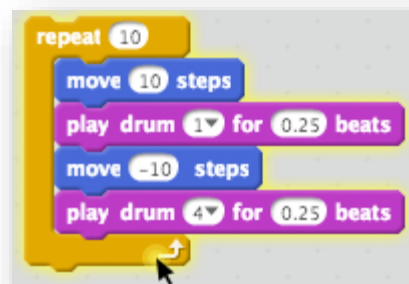 repeat 10
move 10 steps
play drum 1 for 0.25 beats
move -10 steps
play drum 4 for 0.25 beats